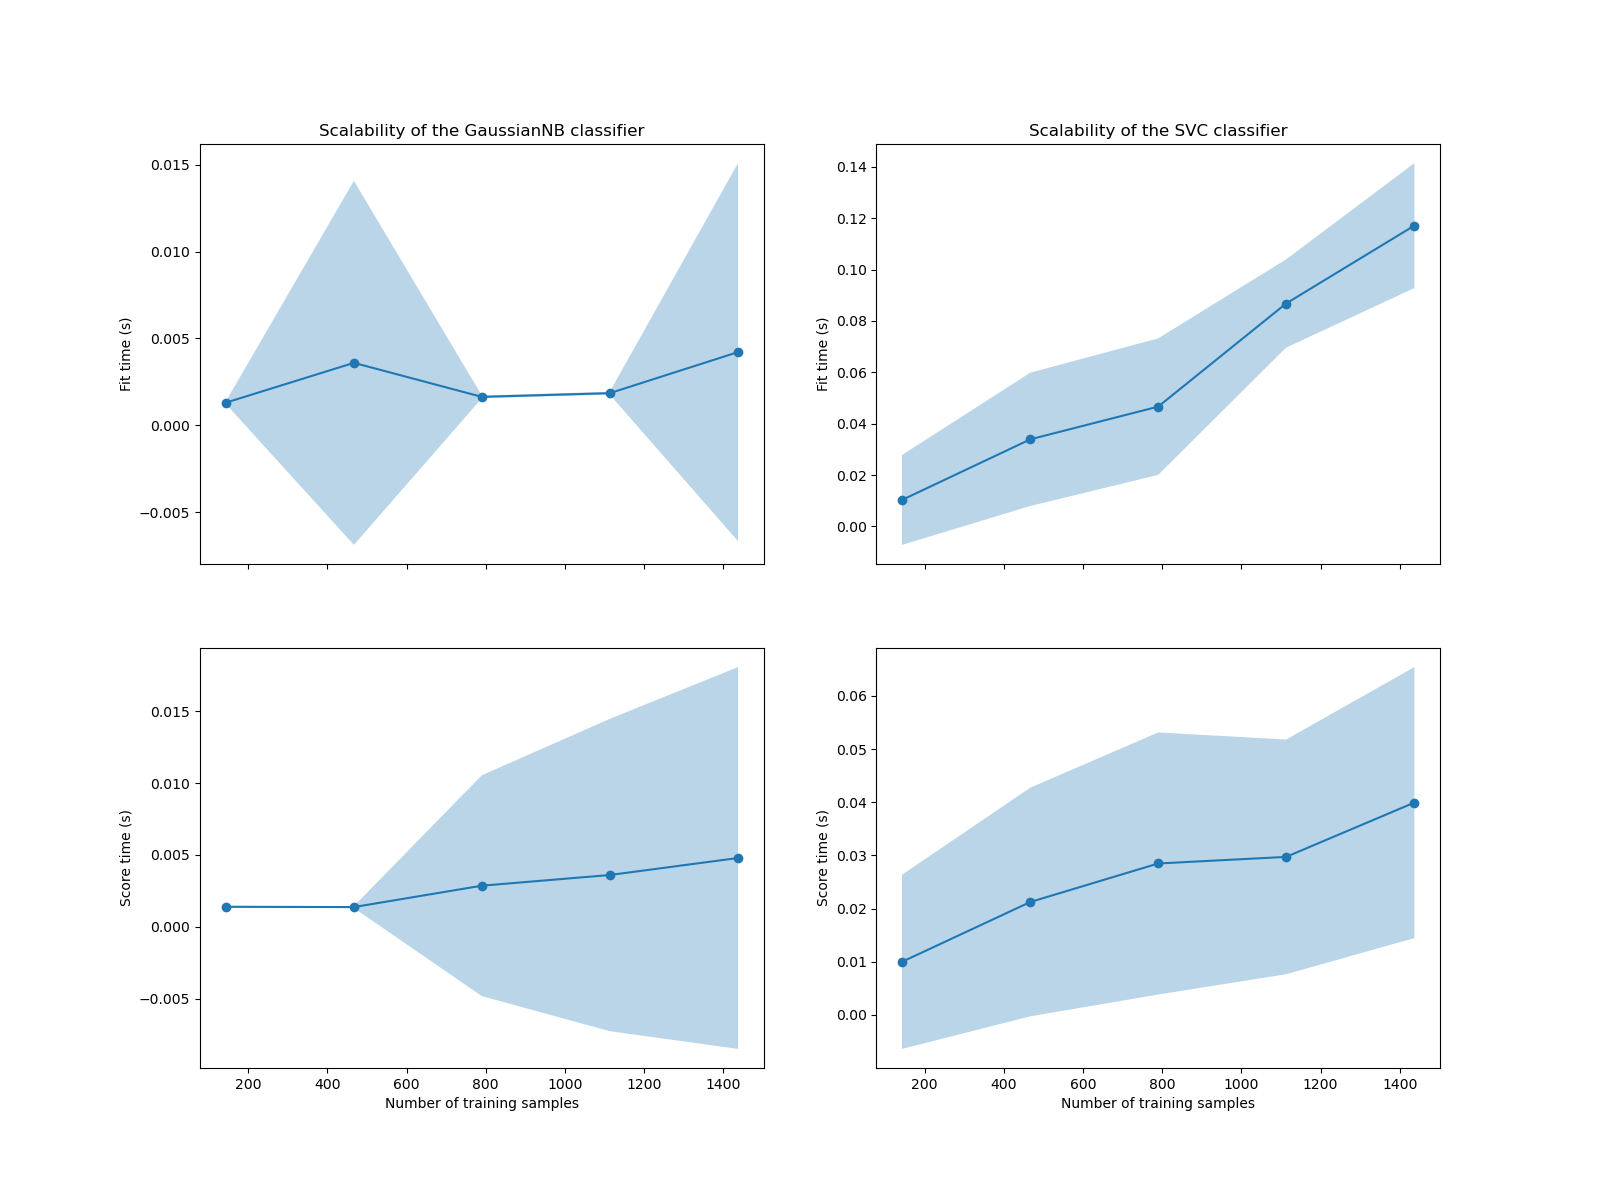 Scalability of the GaussianNB classifier
0.015
0.010
0.005
0.000
−0.005
Fit time (s)
Scalability of the SVC classifier
0.14
0.12
0.10
0.08
0.06
0.04
0.02
0.00
Fit time (s)
0.015
0.010
0.005
0.000
−0.005
Score time (s)
200 400 600 800 1000 1200 1400
Number of training samples
0.06
0.05
0.04
0.03
0.02
0.01
0.00
Score time (s)
200 400 600 800 1000 1200 1400
Number of training samples